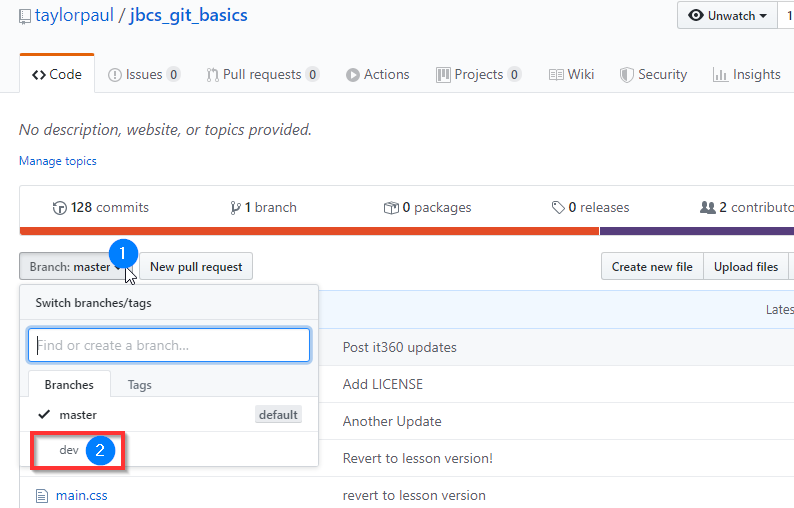 taylorpaul / jbcs_git_basics
Unwatch 1
Code Issues 0 Pull requests 0 Actions Projects 0 Wiki Security Insights
No description, website, or topics provided.
Manage topics
128 commits 1 branch 0 packages 0 releases 2 contributo
1
Branch: master New pull request Create new file Upload files
Switch branches/tags
Lates
Find or create a branch...
Post it360 updates
Branches Tags
Add LICENSE
master default
Another Update
dev 2
Revert to lesson version!
main.css revert to lesson version